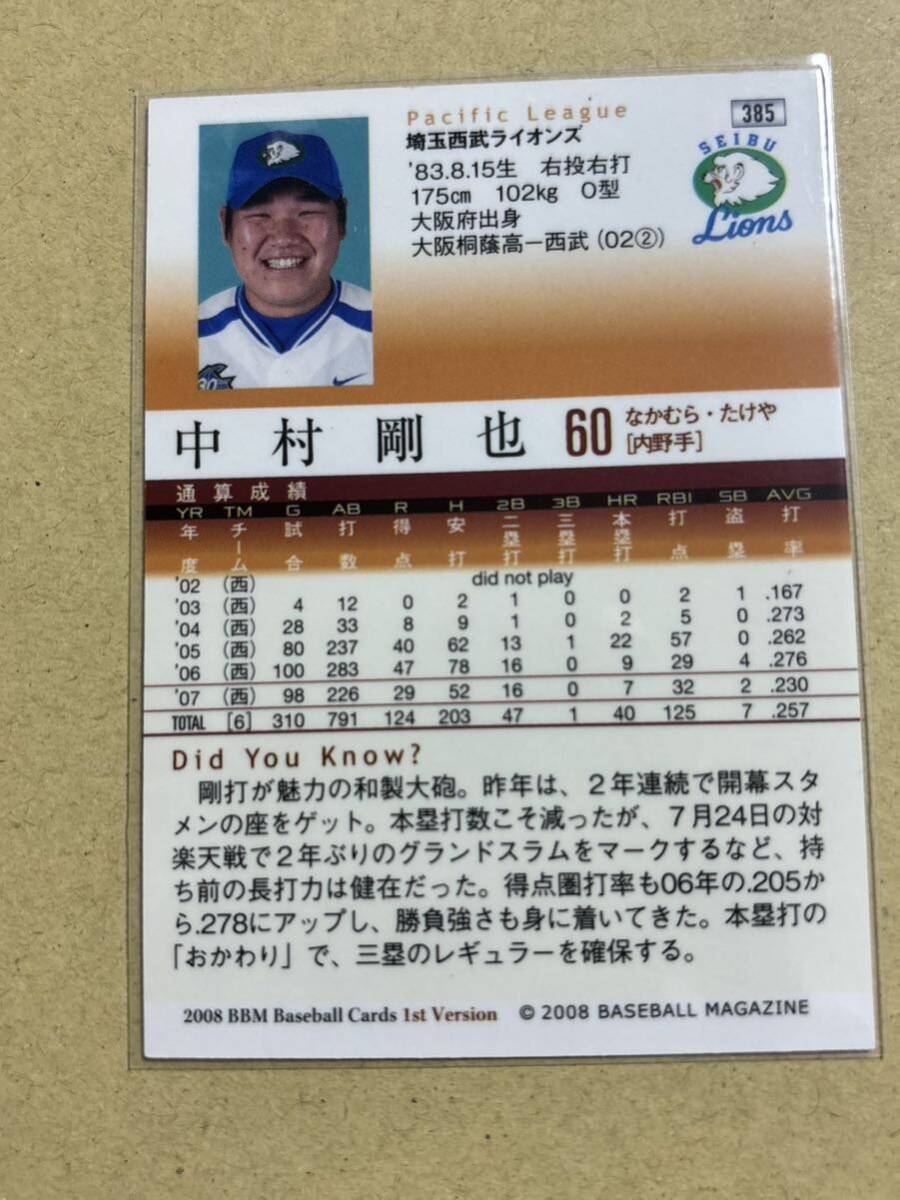 Pacific League
385
埼玉西武ライオンズ
'83.8.15生 右投右打
175cm 102kg O型
大阪府出身
大阪桐蔭高ー西武 (02②)
SEIBU
Lions
中村剛也 60 なかむら・たけや
[内野手]
通算成績
YR TM G AB R H 2B 3B HR RBI SB AVG
年度 チーム 試合 打数 得点 安打 二塁打 三塁打 本塁打 打点 盗塁 打率
'02 (西) did not play
'03 (西) 4 12 0 2 1 0 0 2 1 .167
'04 (西) 28 33 8 9 1 0 2 5 0 .273
'05 (西) 80 237 40 62 13 1 22 57 0 .262
'06 (西) 100 283 47 78 16 0 9 29 4 .276
'07 (西) 98 226 29 52 16 0 7 32 2 .230
TOTAL [6] 310 791 124 203 47 1 40 125 7 .257
Did You Know?
剛打が魅力の和製大砲。昨年は、2年連続で開幕スタ
メンの座をゲット。本塁打数こそ減ったが、7月24日の対
楽天戦で2年ぶりのグランドスラムをマークするなど、持
ち前の長打力は健在だった。得点圏打率も06年の.205か
ら.278にアップし、勝負強さも身に着いてきた。本塁打の
「おかわり」で、三塁のレギュラーを確保する。
2008 BBM Baseball Cards 1st Version © 2008 BASEBALL MAGAZINE